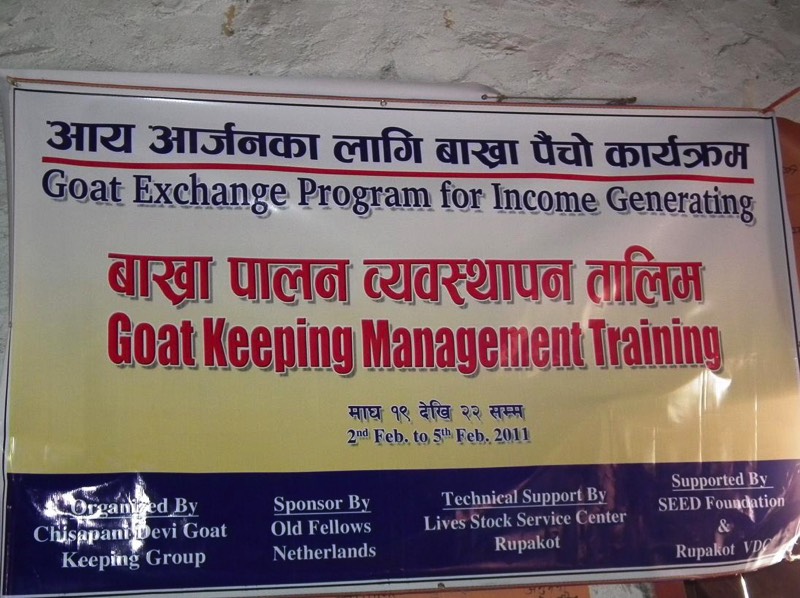 आय आर्जनका लागि बाख्रा पैंचो कार्यक्रम
Goat Exchange Program for Income Generating
बाख्रा पालन व्यवस्थापन तालिम
Goat Keeping Management Training
माघ १९ देखि २२ सम्म
2nd Feb. to 5th Feb. 2011
Organized By
Chisapani Devi Goat
Keeping Group
Sponsor By
Old Fellows
Netherlands
Technical Support By
Lives Stock Service Center
Rupakot
Supported By
SEED Foundation
&
Rupakot VDC